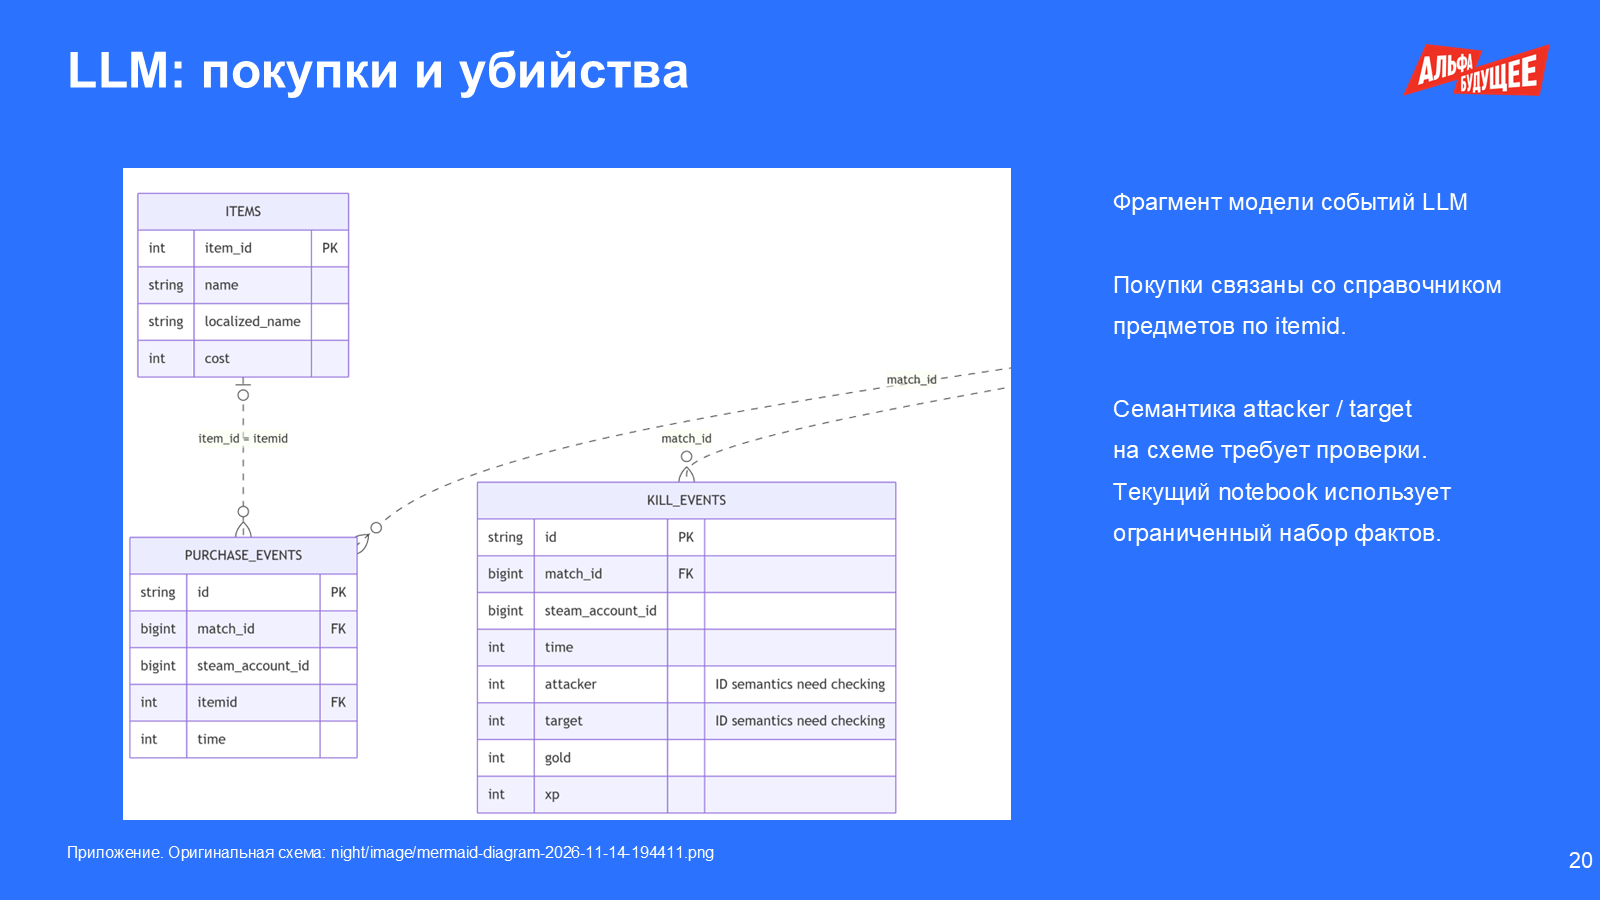 LLM: покупки и убийства
АЛЬФА
БУДУЩЕЕ
ITEMS
int item_id PK
string name
string localized_name
int cost
item_id = itemid
match_id
match_id
PURCHASE_EVENTS
string id PK
bigint match_id FK
bigint steam_account_id
int itemid FK
int time
KILL_EVENTS
string id PK
bigint match_id FK
bigint steam_account_id
int time
int attacker ID semantics need checking
int target ID semantics need checking
int gold
int xp
Фрагмент модели событий LLM
Покупки связаны со справочником
предметов по itemid.
Семантика attacker / target
на схеме требует проверки.
Текущий notebook использует
ограниченный набор фактов.
Приложение. Оригинальная схема: night/image/mermaid-diagram-2026-11-14-194411.png
20